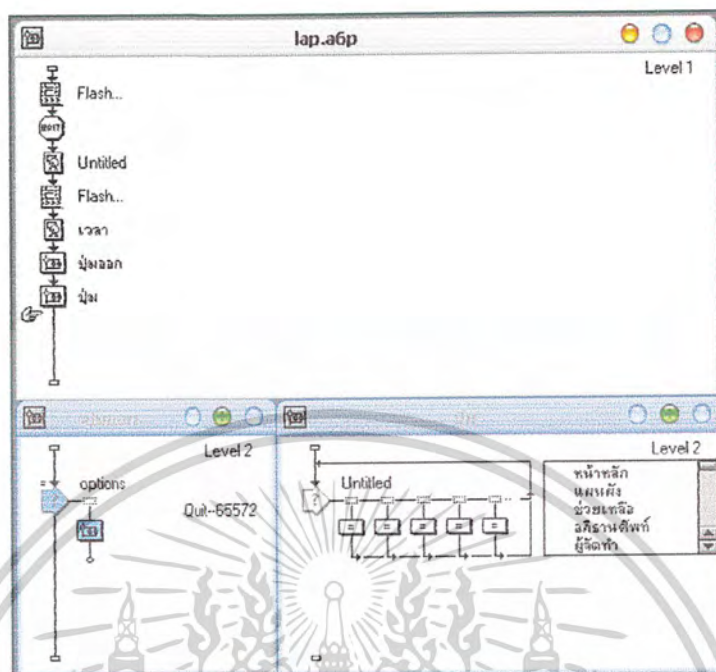 lap.a6p
Level 1
Flash...
WAIT
Untitled
Flash...
เวลา
ปุ่มออก
ปุ่ม
Level 2
options
Quit--65572
Level 2
Untitled
หน้าหลัก
แผนผัง
ช่วยเหลือ
อภิธานศัพท์
ผู้จัดทำ